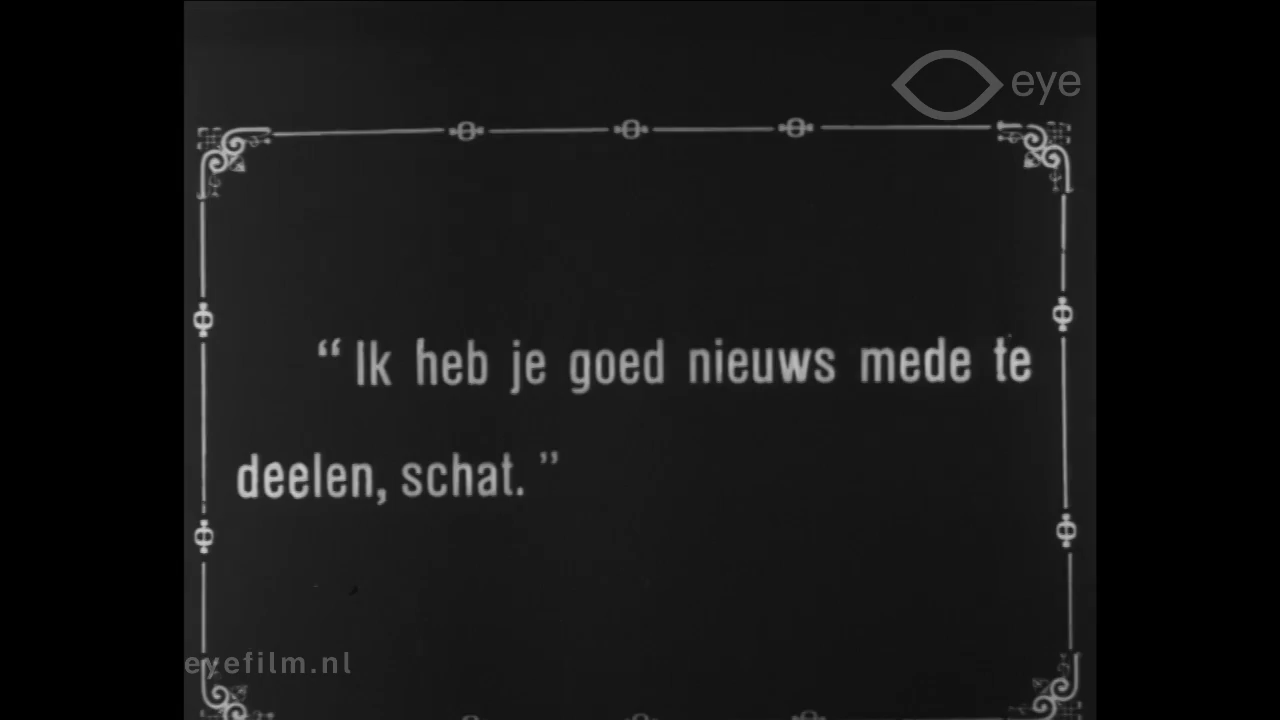 eye
“Ik heb je goed nieuws mede te
deelen, schat.”
eyefilm.nl